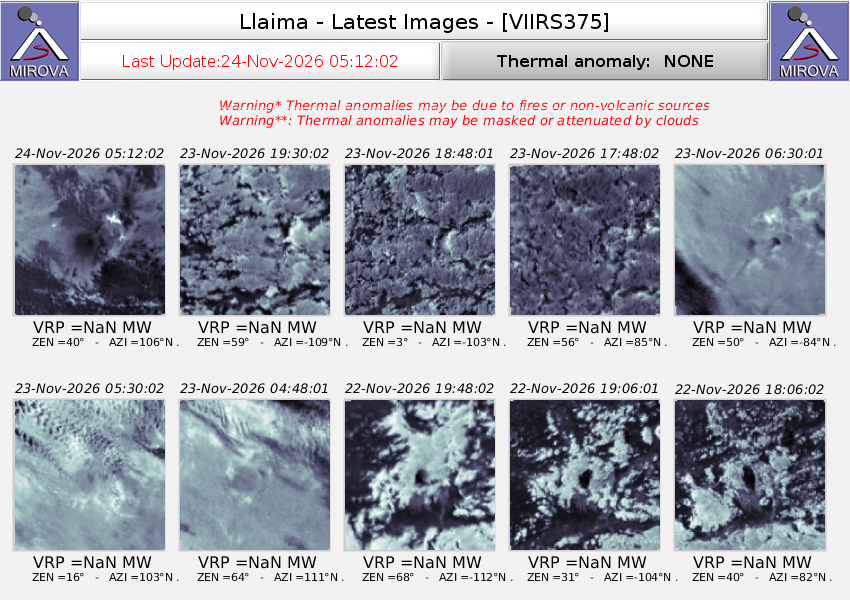 Llaima - Latest Images - [VIIRS375]
MIROVA
Last Update:24-Nov-2026 05:12:02
Thermal anomaly: NONE
MIROVA
Warning* Thermal anomalies may be due to fires or non-volcanic sources
Warning**: Thermal anomalies may be masked or attenuated by clouds
24-Nov-2026 05:12:02 23-Nov-2026 19:30:02 23-Nov-2026 18:48:01 23-Nov-2026 17:48:02 23-Nov-2026 06:30:01
VRP =NaN MW VRP =NaN MW VRP =NaN MW VRP =NaN MW VRP =NaN MW
ZEN =40° - AZI =106°N . ZEN =59° - AZI =-109°N . ZEN =3° - AZI =-103°N . ZEN =56° - AZI =85°N . ZEN =50° - AZI =-84°N .
23-Nov-2026 05:30:02 23-Nov-2026 04:48:01 22-Nov-2026 19:48:02 22-Nov-2026 19:06:01 22-Nov-2026 18:06:02
VRP =NaN MW VRP =NaN MW VRP =NaN MW VRP =NaN MW VRP =NaN MW
ZEN =16° - AZI =103°N . ZEN =64° - AZI =111°N . ZEN =68° - AZI =-112°N . ZEN =31° - AZI =-104°N . ZEN =40° - AZI =82°N .